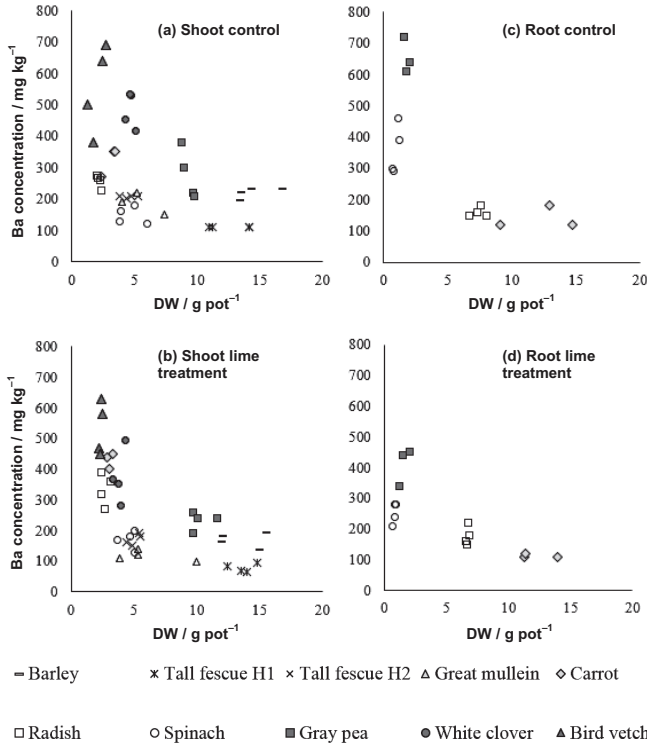 800
700
600
500
400
300
200
100
0
Ba concentration / mg kg⁻¹
(a) Shoot control
0 5 10 15 20
DW / g pot⁻¹
800
700
600
500
400
300
200
100
0
(c) Root control
0 5 10 15 20
DW / g pot⁻¹
800
700
600
500
400
300
200
100
0
Ba concentration / mg kg⁻¹
(b) Shoot lime
treatment
0 5 10 15 20
DW / g pot⁻¹
800
700
600
500
400
300
200
100
0
(d) Root lime
treatment
0 5 10 15 20
DW / g pot⁻¹
Barley Tall fescue H1 Tall fescue H2 Great mullein Carrot
Radish Spinach Gray pea White clover Bird vetch